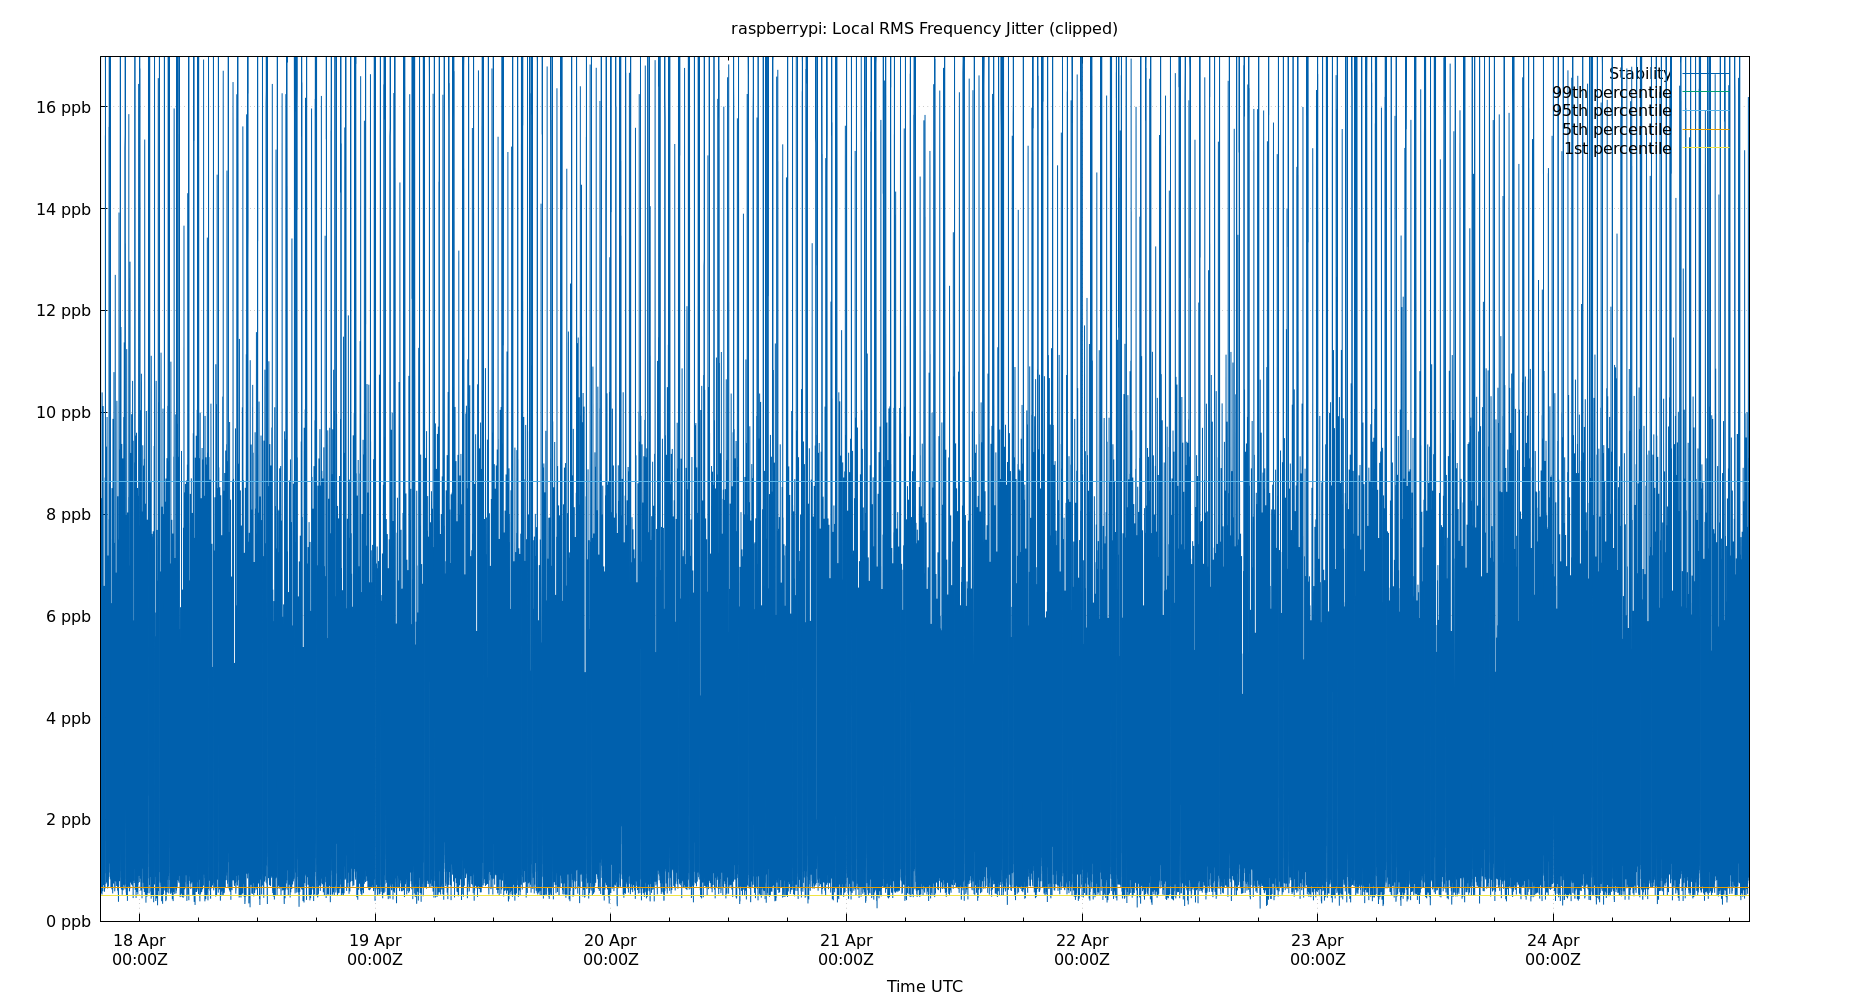 raspberrypi: Local RMS Frequency Jitter (clipped)
Stability
99th percentile
95th percentile
5th percentile
1st percentile
16 ppb
14 ppb
12 ppb
10 ppb
8 ppb
6 ppb
4 ppb
2 ppb
0 ppb
18 Apr 19 Apr 20 Apr 21 Apr 22 Apr 23 Apr 24 Apr
00:00Z 00:00Z 00:00Z 00:00Z 00:00Z 00:00Z 00:00Z
Time UTC